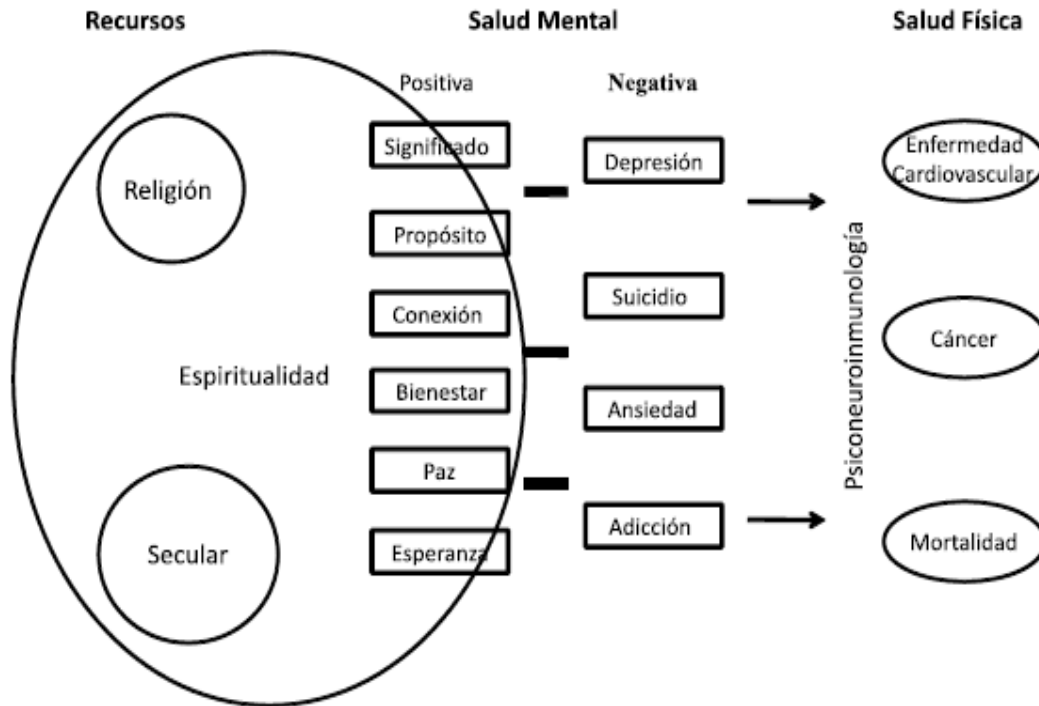 Recursos
Salud Mental
Salud Física
Positiva
Negativa
Religión
Espiritualidad
Secular
Significado
Propósito
Conexión
Bienestar
Paz
Esperanza
Depresión
Suicidio
Ansiedad
Adicción
Psiconeuroinmunología
Enfermedad
Cardiovascular
Cáncer
Mortalidad